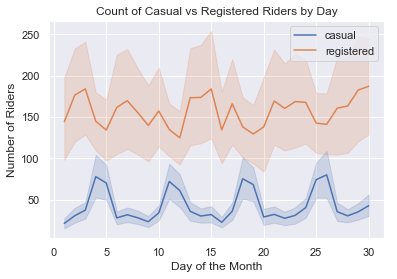 Count of Casual vs Registered Riders by Day
casual
registered
Number of Riders
250
200
150
100
50
0
5
10
15
20
25
30
Day of the Month